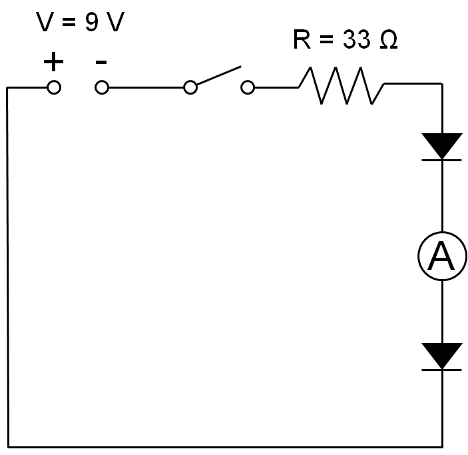 V = 9 V
R = 33 Ω
+ -
A